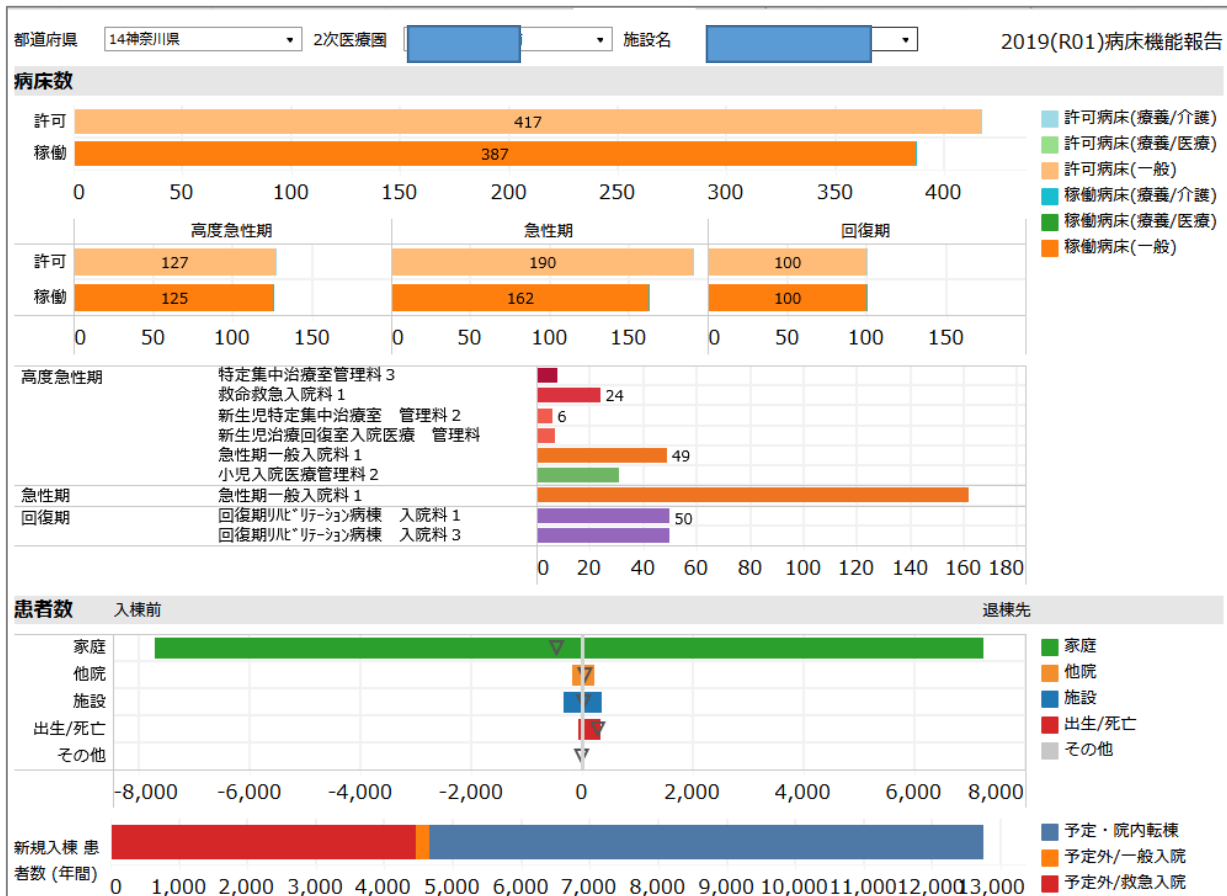 都道府県 14神奈川県 2次医療圏 施設名 2019(R01)病床機能報告
病床数
許可 417
稼働 387
0 50 100 150 200 250 300 350 400
許可病床(療養/介護)
許可病床(療養/医療)
許可病床(一般)
稼働病床(療養/介護)
稼働病床(療養/医療)
稼働病床(一般)
高度急性期 急性期 回復期
許可 127 190 100
稼働 125 162 100
0 50 100 150 0 50 100 150 0 50 100 150
高度急性期 特定集中治療室管理料3
救命救急入院料1 24
新生児特定集中治療室 管理料2 6
新生児治療回復室入院医療 管理料
急性期一般入院料1 49
小児入院医療管理料2
急性期 急性期一般入院料1
回復期 回復期ﾘﾊﾋﾞﾘﾃｰｼｮﾝ病棟 入院料1 50
回復期ﾘﾊﾋﾞﾘﾃｰｼｮﾝ病棟 入院料3
0 20 40 60 80 100 120 140 160 180
患者数 入棟前 退棟先
家庭
他院
施設
出生/死亡
その他
-8,000 -6,000 -4,000 -2,000 0 2,000 4,000 6,000 8,000
家庭
他院
施設
出生/死亡
その他
新規入棟 患
者数 (年間)
0 1,000 2,000 3,000 4,000 5,000 6,000 7,000 8,000 9,000 10,000 11,000 12,000 13,000
予定・院内転棟
予定外/一般入院
予定外/救急入院